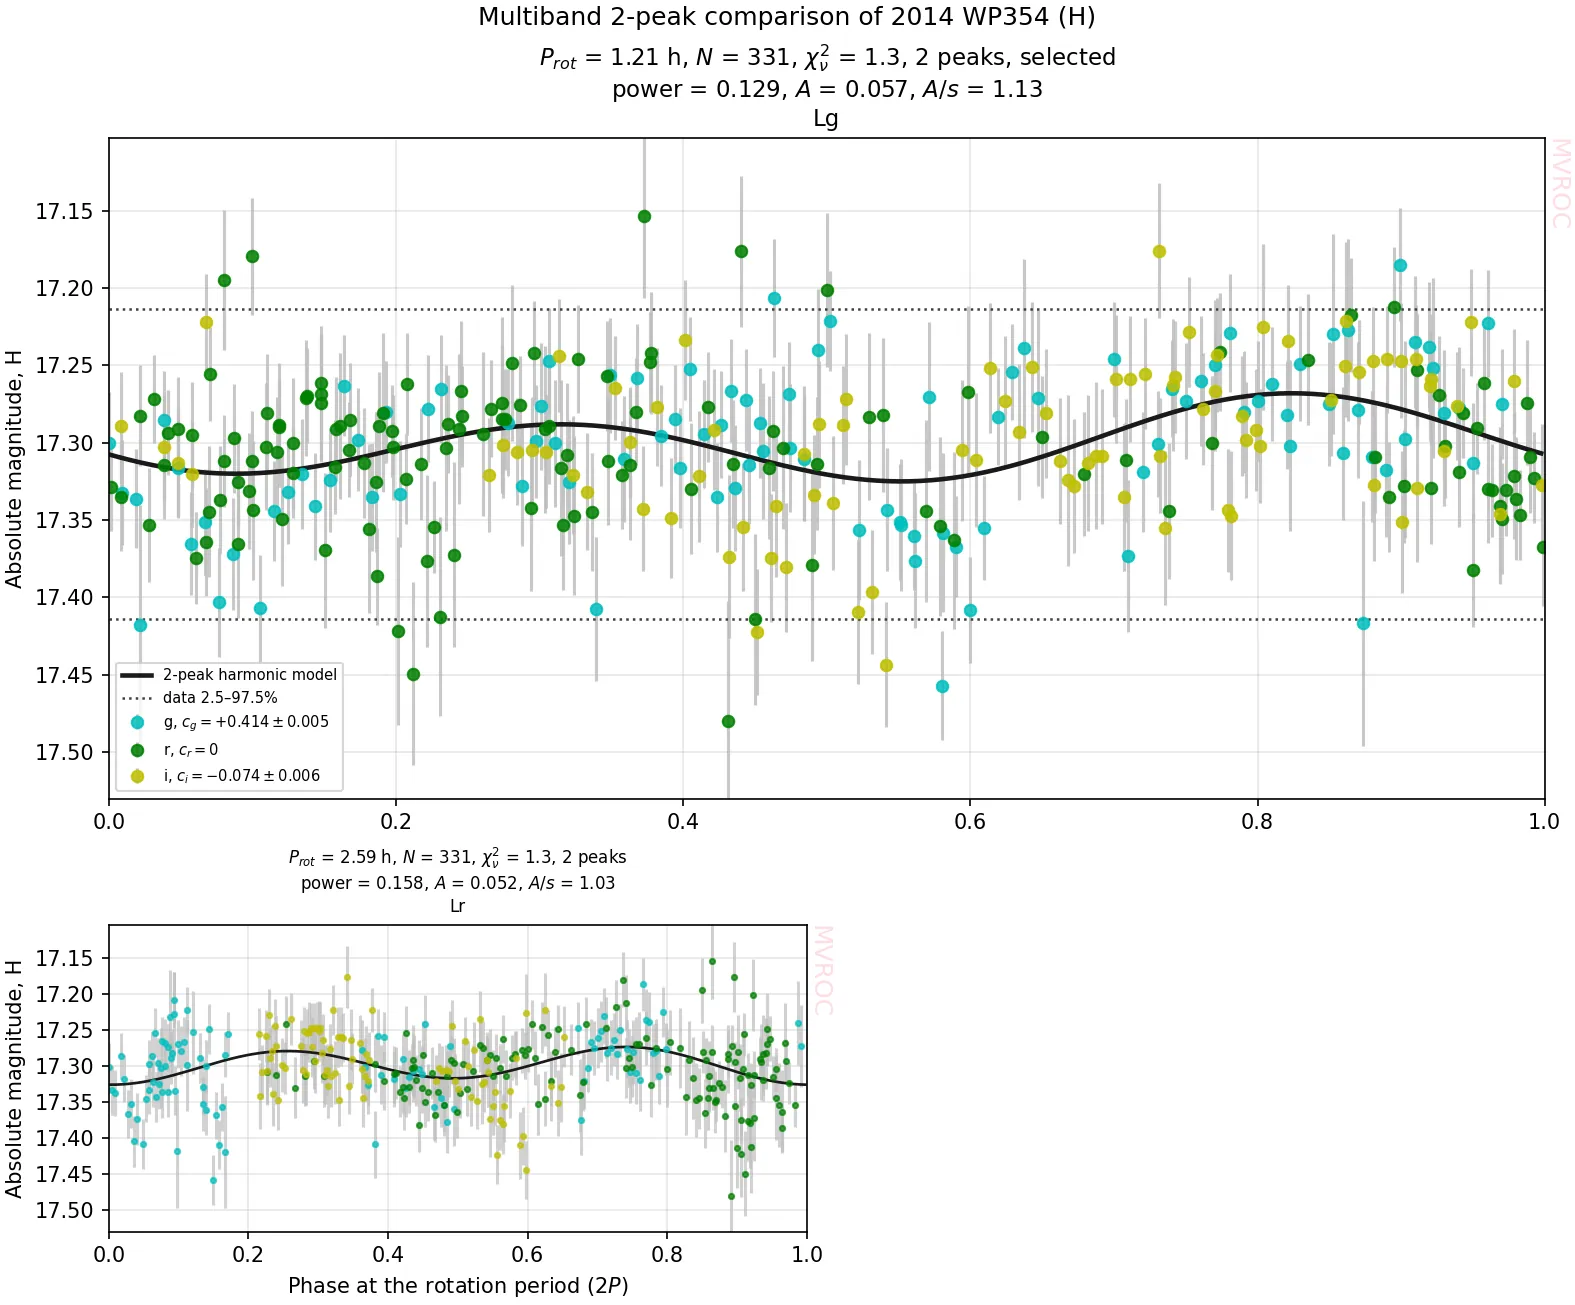 Multiband 2-peak comparison of 2014 WP354 (H)
P_rot = 1.21 h, N = 331, χ²_ν = 1.3, 2 peaks, selected
power = 0.129, A = 0.057, A/s = 1.13
Lg
MVROC
Absolute magnitude, H
17.15
17.20
17.25
17.30
17.35
17.40
17.45
17.50
2-peak harmonic model
data 2.5–97.5%
g, c_g = +0.414 ± 0.005
r, c_r = 0
i, c_i = −0.074 ± 0.006
0.0 0.2 0.4 0.6 0.8 1.0
P_rot = 2.59 h, N = 331, χ²_ν = 1.3, 2 peaks
power = 0.158, A = 0.052, A/s = 1.03
Lr
MVROC
Absolute magnitude, H
17.15
17.20
17.25
17.30
17.35
17.40
17.45
17.50
0.0 0.2 0.4 0.6 0.8 1.0
Phase at the rotation period (2P)